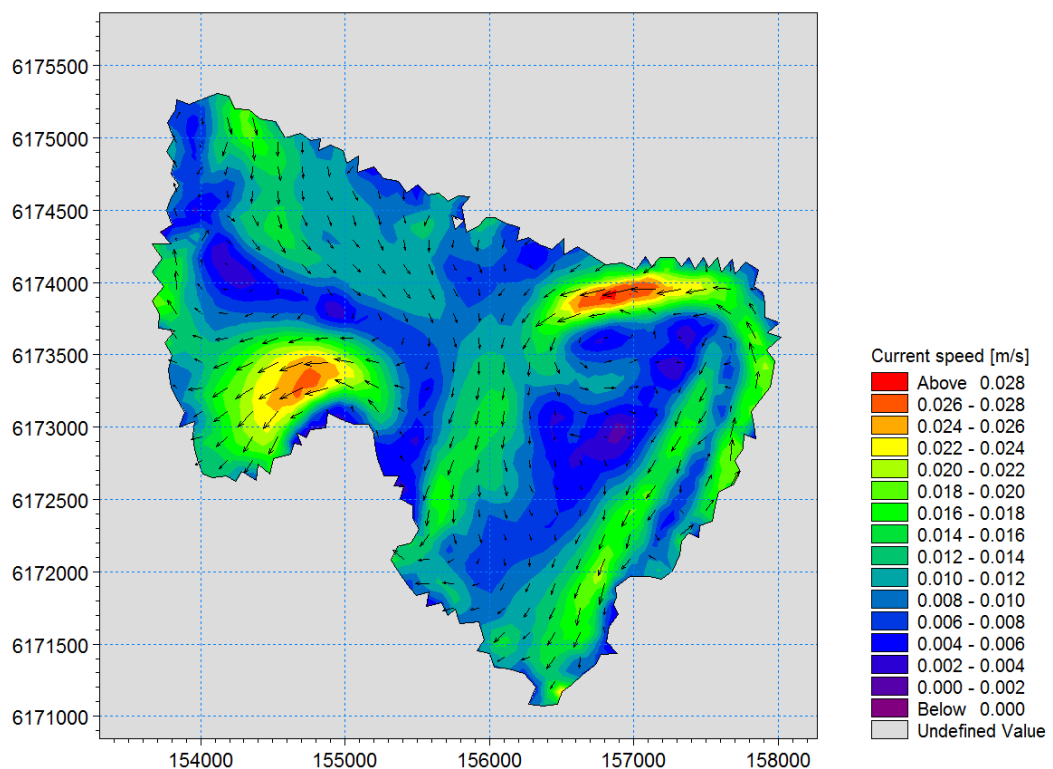 6175500
6175000
6174500
6174000
6173500
6173000
6172500
6172000
6171500
6171000
154000 155000 156000 157000 158000
Current speed [m/s]
Above 0.028
0.026 - 0.028
0.024 - 0.026
0.022 - 0.024
0.020 - 0.022
0.018 - 0.020
0.016 - 0.018
0.014 - 0.016
0.012 - 0.014
0.010 - 0.012
0.008 - 0.010
0.006 - 0.008
0.004 - 0.006
0.002 - 0.004
0.000 - 0.002
Below 0.000
Undefined Value